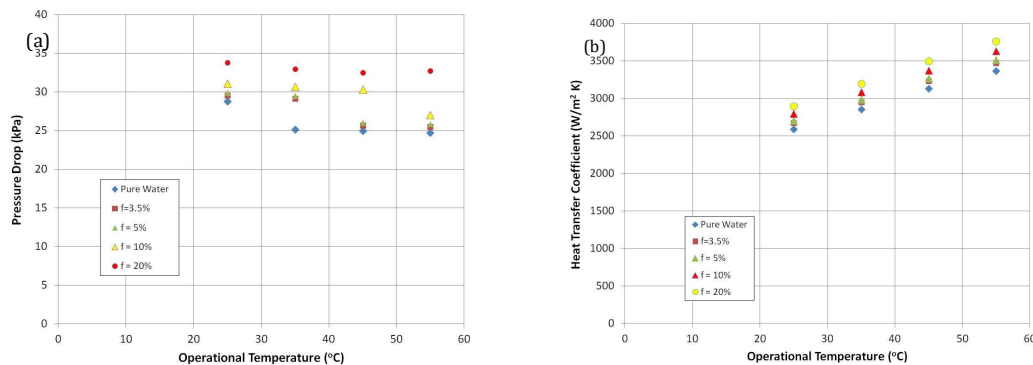 (a)
Pressure Drop (kPa)
40
35
30
25
20
15
10
5
0
Pure Water
f=3.5%
f = 5%
f = 10%
f = 20%
0 10 20 30 40 50 60
Operational Temperature (°C)
(b)
Heat Transfer Coefficient (W/m² K)
4000
3500
3000
2500
2000
1500
1000
500
0
Pure Water
f=3.5%
f = 5%
f = 10%
f = 20%
0 10 20 30 40 50 60
Operational Temperature (°C)